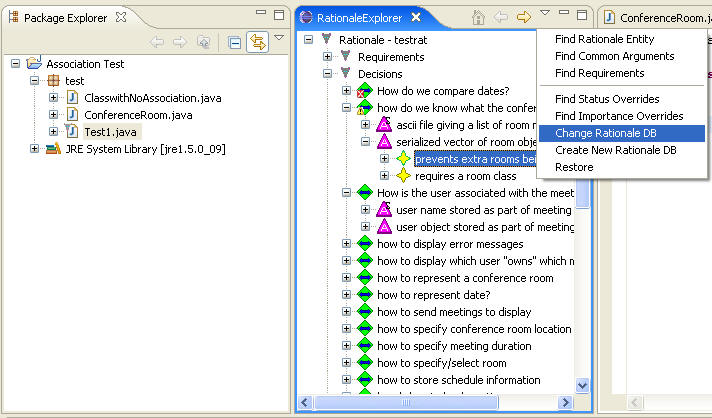 Package Explorer
Association Test
test
ClasswithNoAssociation.java
ConferenceRoom.java
Test1.java
JRE System Library [jre1.5.0_09]
RationaleExplorer
Rationale - testrat
Requirements
Decisions
How do we compare dates?
how do we know what the confer
ascii file giving a list of room
serialized vector of room obje
prevents extra rooms bei
requires a room class
How is the user associated with the meet
user name stored as part of meeting
user object stored as part of meeting
how to display error messages
how to display which user "owns" which m
how to represent a conference room
how to represent date?
how to send meetings to display
how to specify conference room location
how to specify meeting duration
how to specify/select room
how to store schedule information
ConferenceRoom.ja
Find Rationale Entity
Find Common Arguments
Find Requirements
Find Status Overrides
Find Importance Overrides
Change Rationale DB
Create New Rationale DB
Restore